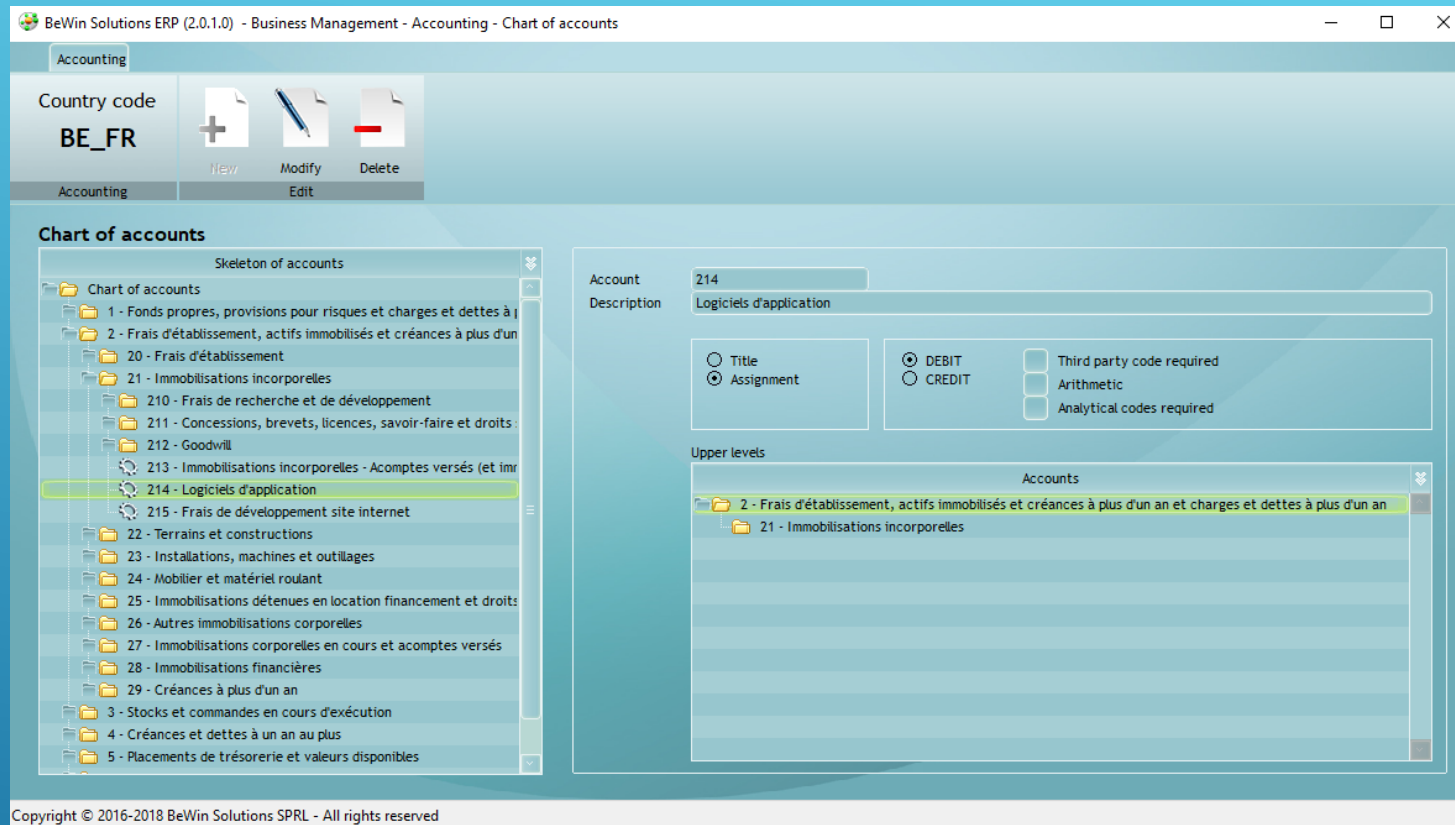 BeWin Solutions ERP (2.0.1.0) - Business Management - Accounting - Chart of accounts
Accounting
Country code
BE_FR
New
Modify
Delete
Accounting
Edit
Chart of accounts
Skeleton of accounts
Chart of accounts
1 - Fonds propres, provisions pour risques et charges et dettes à
2 - Frais d'établissement, actifs immobilisés et créances à plus d'un
20 - Frais d'établissement
21 - Immobilisations incorporelles
210 - Frais de recherche et de développement
211 - Concessions, brevets, licences, savoir-faire et droits
212 - Goodwill
213 - Immobilisations incorporelles - Acomptes versés (et
214 - Logiciels d'application
215 - Frais de développement site internet
22 - Terrains et constructions
23 - Installations, machines et outillages
24 - Mobilier et matériel roulant
25 - Immobilisations détenues en location financement et droits
26 - Autres immobilisations corporelles
27 - Immobilisations corporelles en cours et acomptes versés
28 - Immobilisations financières
29 - Créances à plus d'un an
3 - Stocks et commandes en cours d'exécution
4 - Créances et dettes à un an au plus
5 - Placements de trésorerie et valeurs disponibles
Account
214
Description
Logiciels d'application
Title
Assignment
DEBIT
CREDIT
Third party code required
Arithmetic
Analytical codes required
Upper levels
Accounts
2 - Frais d'établissement, actifs immobilisés et créances à plus d'un an et charges et dettes à plus d'un an
21 - Immobilisations incorporelles
Copyright © 2016-2018 BeWin Solutions SPRL - All rights reserved